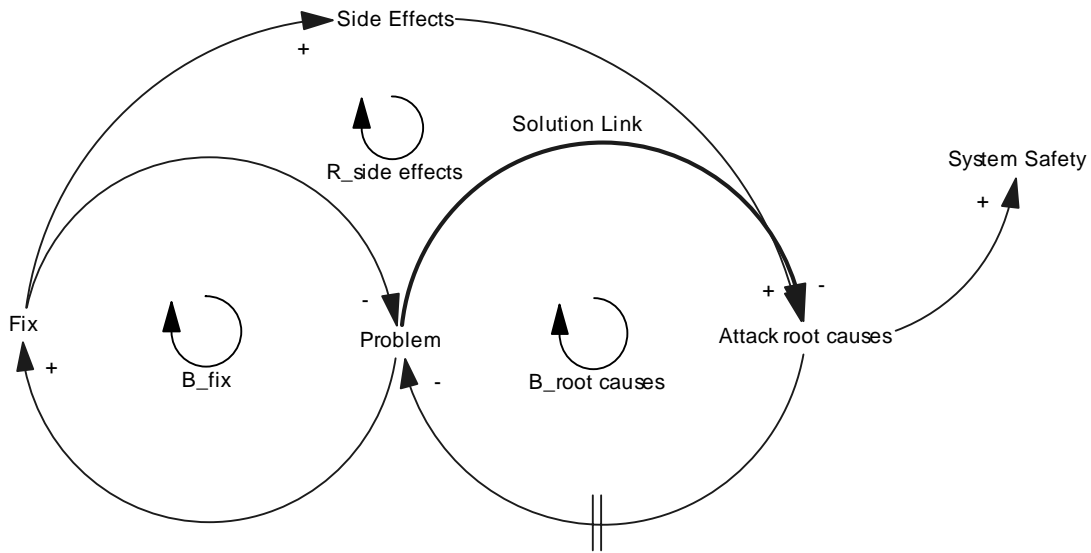 Side Effects
+
Solution Link
R_side effects
System Safety
+
+ -
-
Fix
Problem
Attack root causes
+
B_fix
-
B_root causes